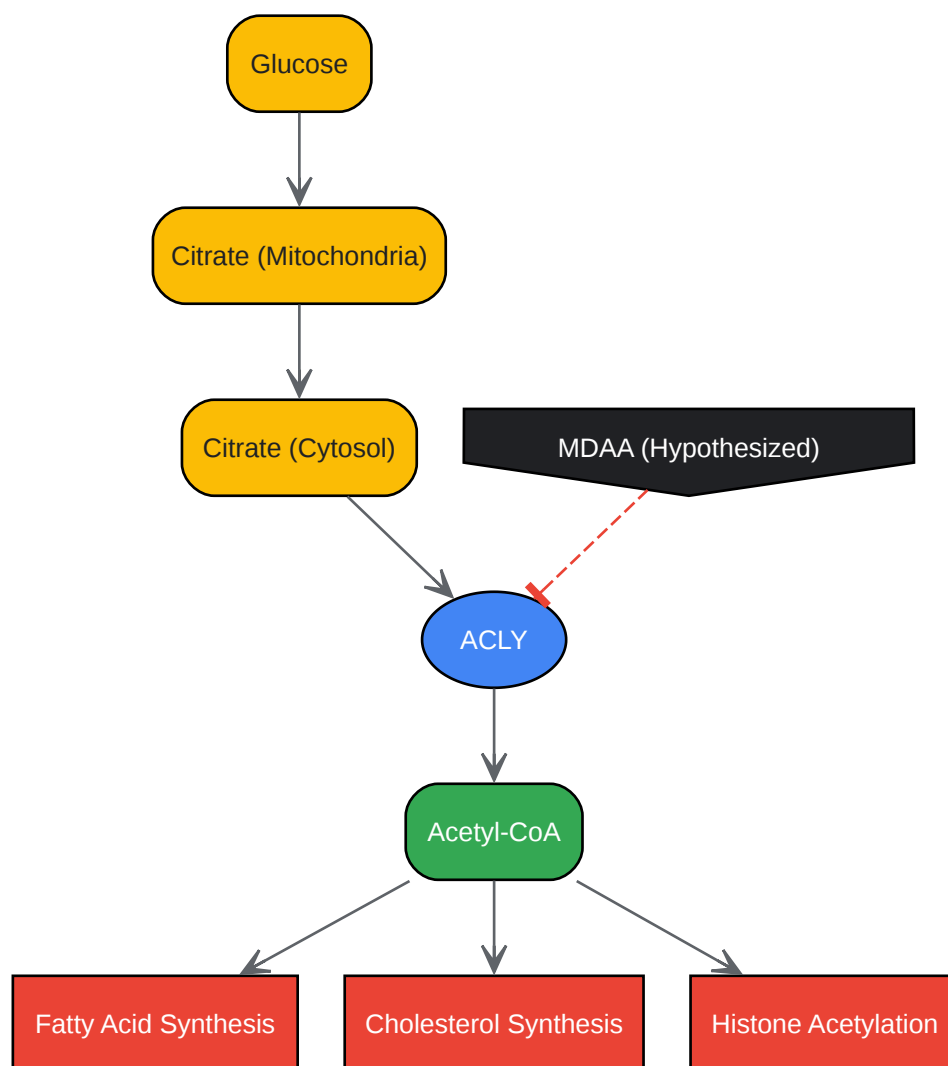 Glucose
Citrate (Mitochondria)
Citrate (Cytosol)
MDAA (Hypothesized)
ACLY
Acetyl-CoA
Fatty Acid Synthesis
Cholesterol Synthesis
Histone Acetylation